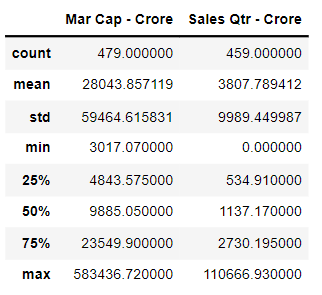 Mar Cap - Crore Sales Qtr - Crore
count 479.000000 459.000000
mean 28043.857119 3807.789412
std 59464.615831 9989.449987
min 3017.070000 0.000000
25% 4843.575000 534.910000
50% 9885.050000 1137.170000
75% 23549.900000 2730.195000
max 583436.720000 110666.930000